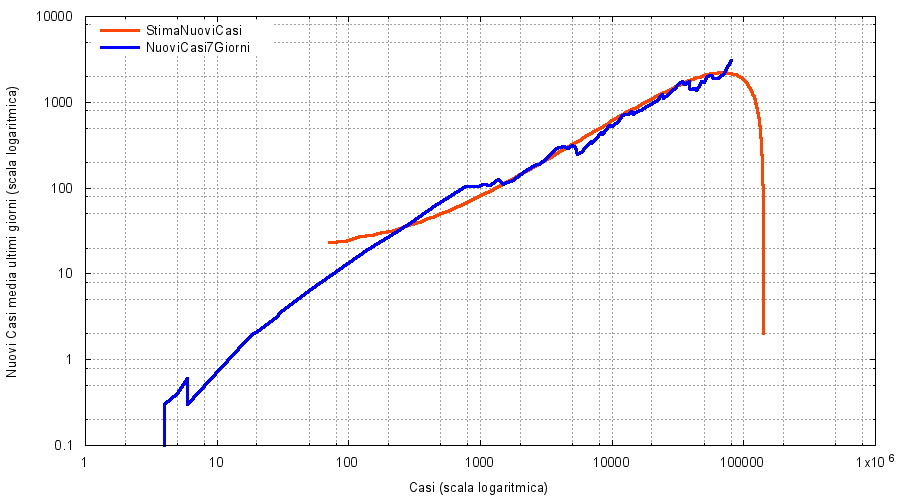 10000
StimaNuoviCasi
NuoviCasi7Giorni
1000
100
10
1
0.1
Nuovi Casi media ultimi giorni (scala logaritmica)
1 10 100 1000 10000 100000 1x10 6
Casi (scala logaritmica)